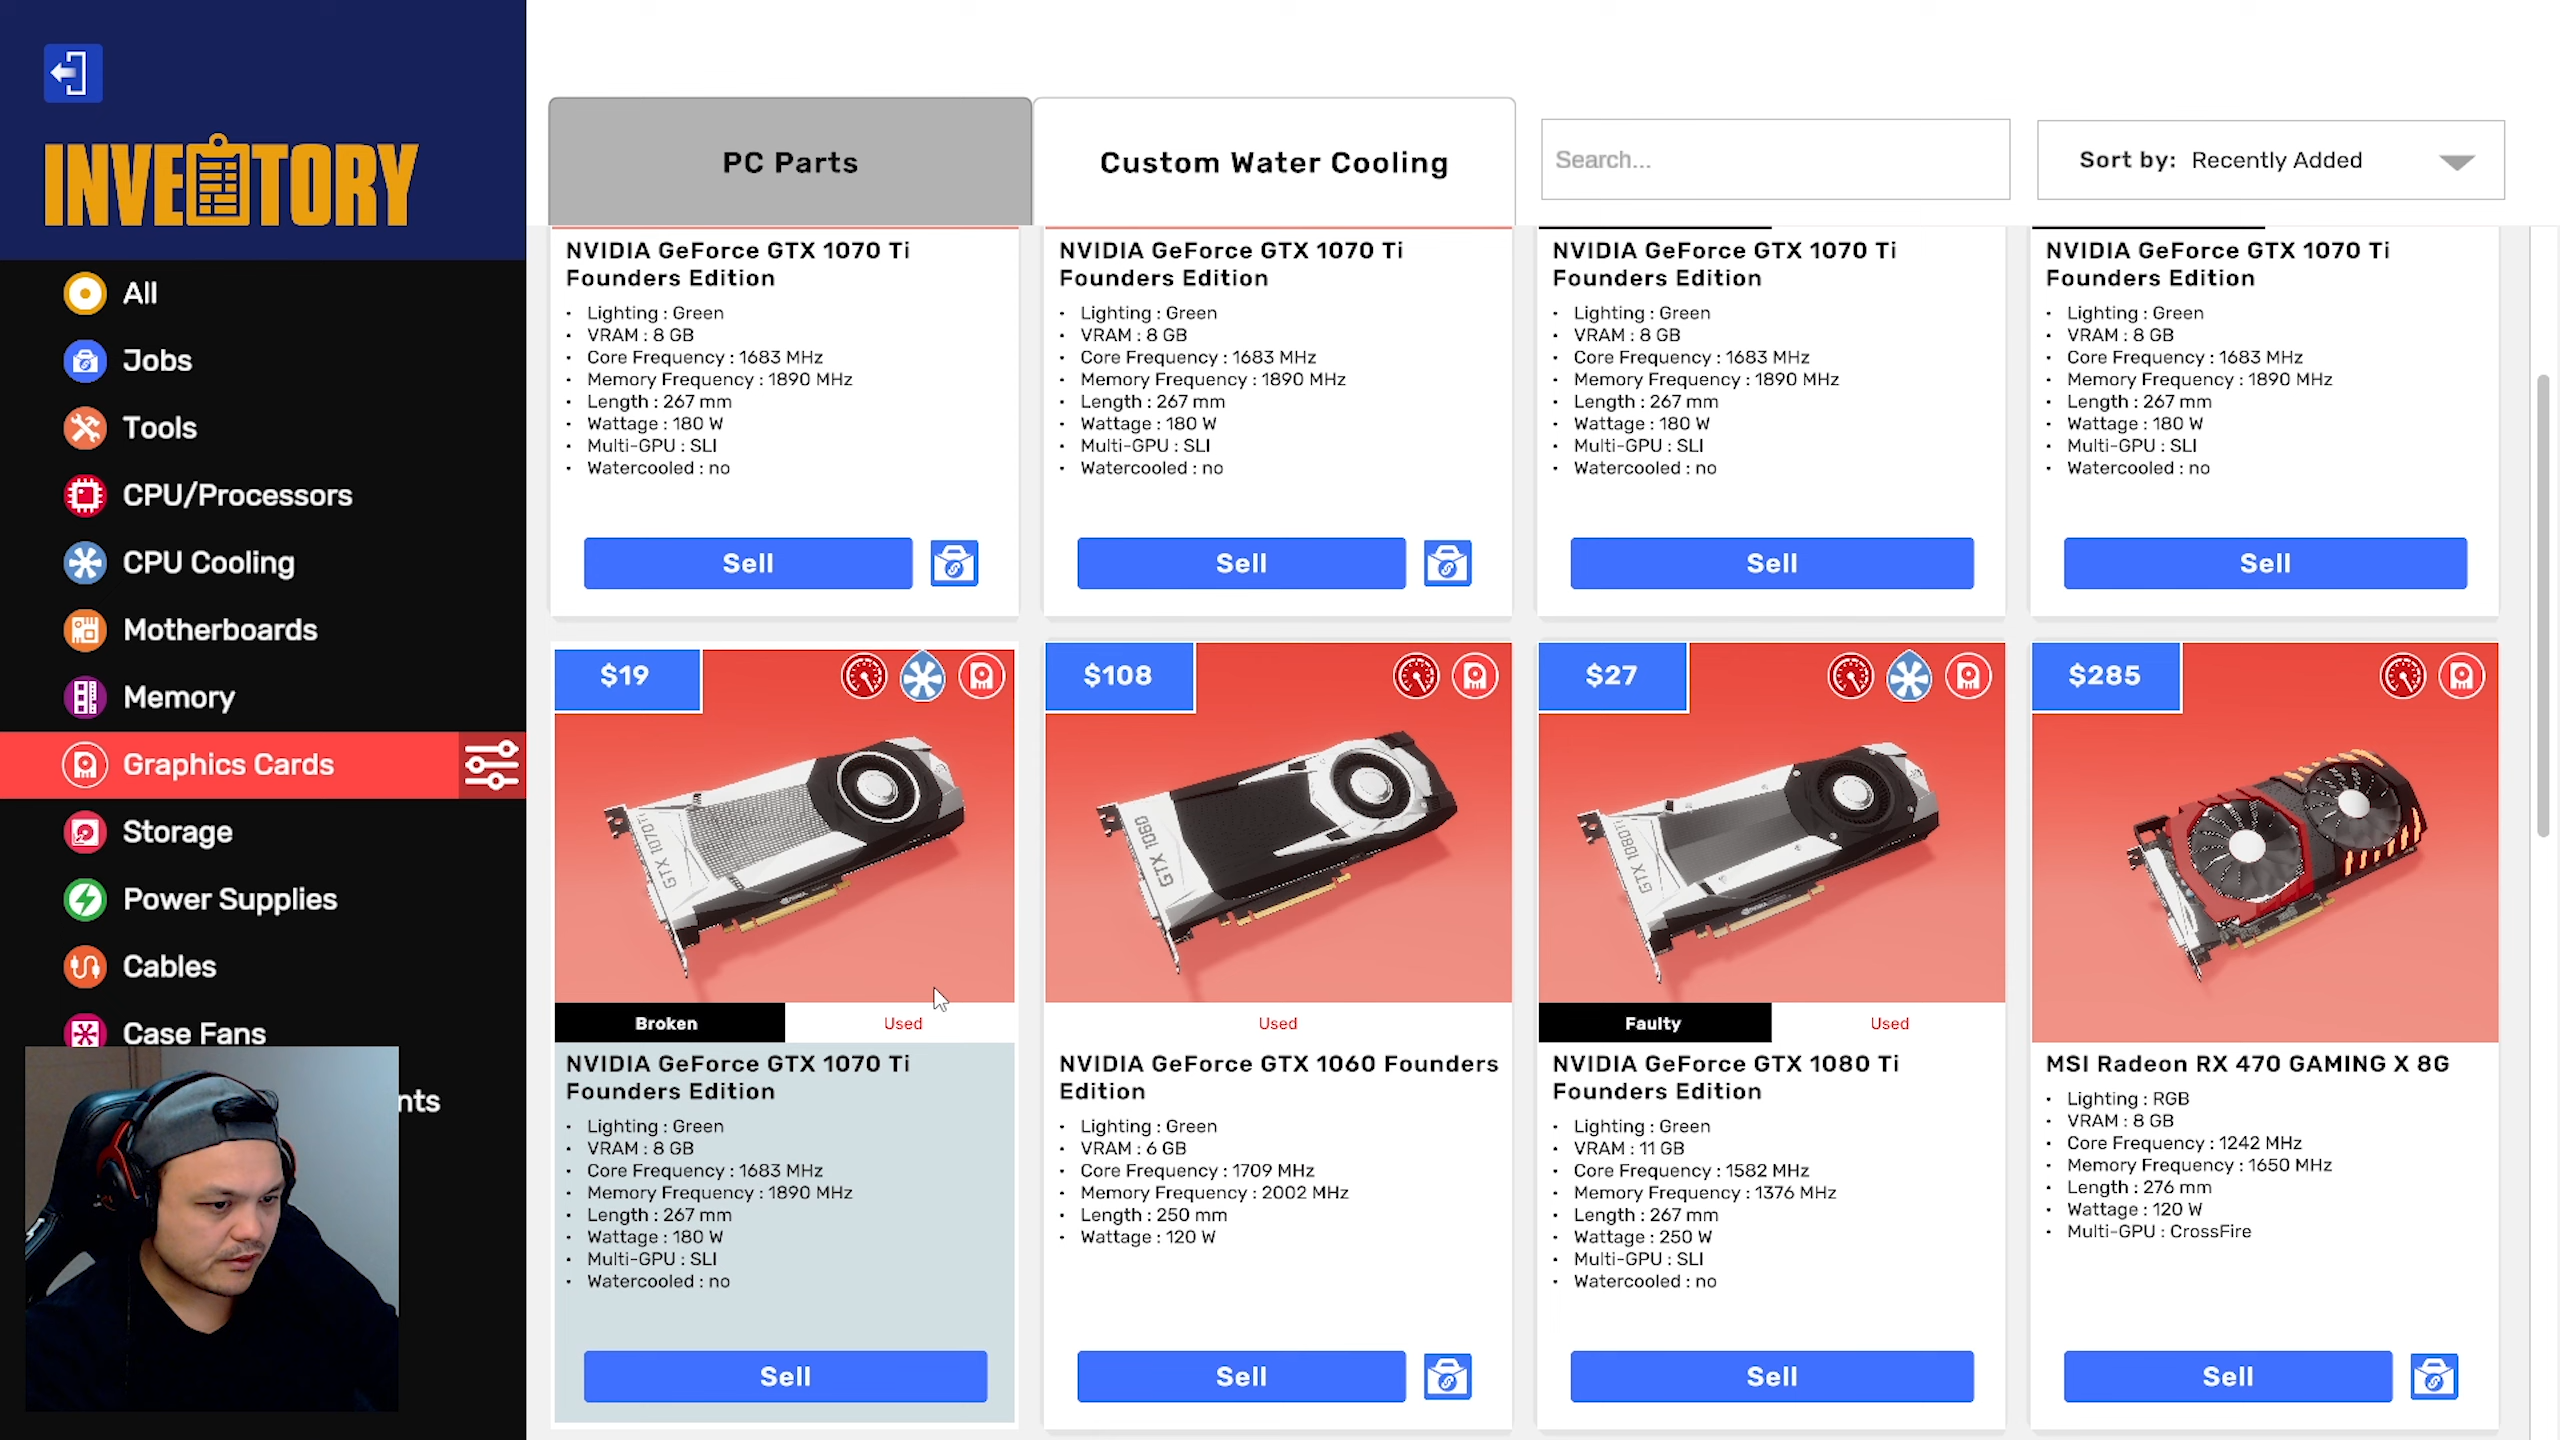 INVENTORY
All
Jobs
Tools
CPU/Processors
CPU Cooling
Motherboards
Memory
Graphics Cards
Storage
Power Supplies
Cables
Case Fans
nts
PC Parts
Custom Water Cooling
Search...
Sort by: Recently Added
NVIDIA GeForce GTX 1070 Ti
Founders Edition
• Lighting : Green
• VRAM : 8 GB
• Core Frequency : 1683 MHz
• Memory Frequency : 1890 MHz
• Length : 267 mm
• Wattage : 180 W
• Multi-GPU : SLI
• Watercooled : no
Sell
NVIDIA GeForce GTX 1070 Ti
Founders Edition
• Lighting : Green
• VRAM : 8 GB
• Core Frequency : 1683 MHz
• Memory Frequency : 1890 MHz
• Length : 267 mm
• Wattage : 180 W
• Multi-GPU : SLI
• Watercooled : no
Sell
NVIDIA GeForce GTX 1070 Ti
Founders Edition
• Lighting : Green
• VRAM : 8 GB
• Core Frequency : 1683 MHz
• Memory Frequency : 1890 MHz
• Length : 267 mm
• Wattage : 180 W
• Multi-GPU : SLI
• Watercooled : no
Sell
NVIDIA GeForce GTX 1070 Ti
Founders Edition
• Lighting : Green
• VRAM : 8 GB
• Core Frequency : 1683 MHz
• Memory Frequency : 1890 MHz
• Length : 267 mm
• Wattage : 180 W
• Multi-GPU : SLI
• Watercooled : no
Sell
$19
GTX 1070Ti
Broken
Used
NVIDIA GeForce GTX 1070 Ti
Founders Edition
• Lighting : Green
• VRAM : 8 GB
• Core Frequency : 1683 MHz
• Memory Frequency : 1890 MHz
• Length : 267 mm
• Wattage : 180 W
• Multi-GPU : SLI
• Watercooled : no
Sell
$108
GTX 1060
Used
NVIDIA GeForce GTX 1060 Founders
Edition
• Lighting : Green
• VRAM : 6 GB
• Core Frequency : 1709 MHz
• Memory Frequency : 2002 MHz
• Length : 250 mm
• Wattage : 120 W
Sell
$27
GTX 1080Ti
Faulty
Used
NVIDIA GeForce GTX 1080 Ti
Founders Edition
• Lighting : Green
• VRAM : 11 GB
• Core Frequency : 1582 MHz
• Memory Frequency : 1376 MHz
• Length : 267 mm
• Wattage : 250 W
• Multi-GPU : SLI
• Watercooled : no
Sell
$285
MSI Radeon RX 470 GAMING X 8G
• Lighting : RGB
• VRAM : 8 GB
• Core Frequency : 1242 MHz
• Memory Frequency : 1650 MHz
• Length : 276 mm
• Wattage : 120 W
• Multi-GPU : CrossFire
Sell